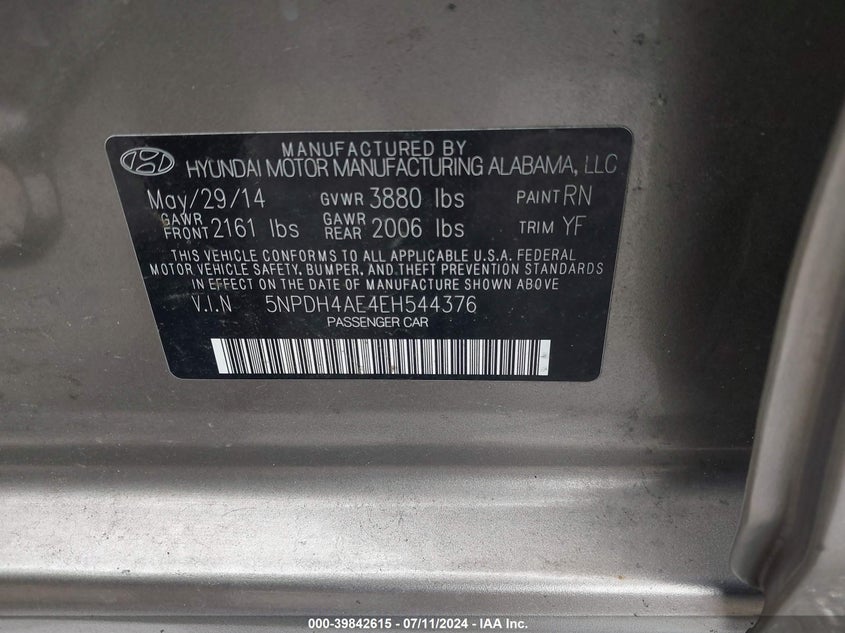 MANUFACTURED BY
HYUNDAI MOTOR MANUFACTURING ALABAMA, LLC
May/29/14 GVWR 3880 lbs PAINT RN
GAWR FRONT 2161 lbs GAWR REAR 2006 lbs TRIM YF
THIS VEHICLE CONFORMS TO ALL APPLICABLE U.S.A. FEDERAL
MOTOR VEHICLE SAFETY, BUMPER, AND THEFT PREVENTION STANDARDS
IN EFFECT ON THE DATE OF MANUFACTURE SHOWN ABOVE
V.I.N 5NPDH4AE4EH544376
PASSENGER CAR
000-39842615 - 07/11/2024 - IAA Inc.